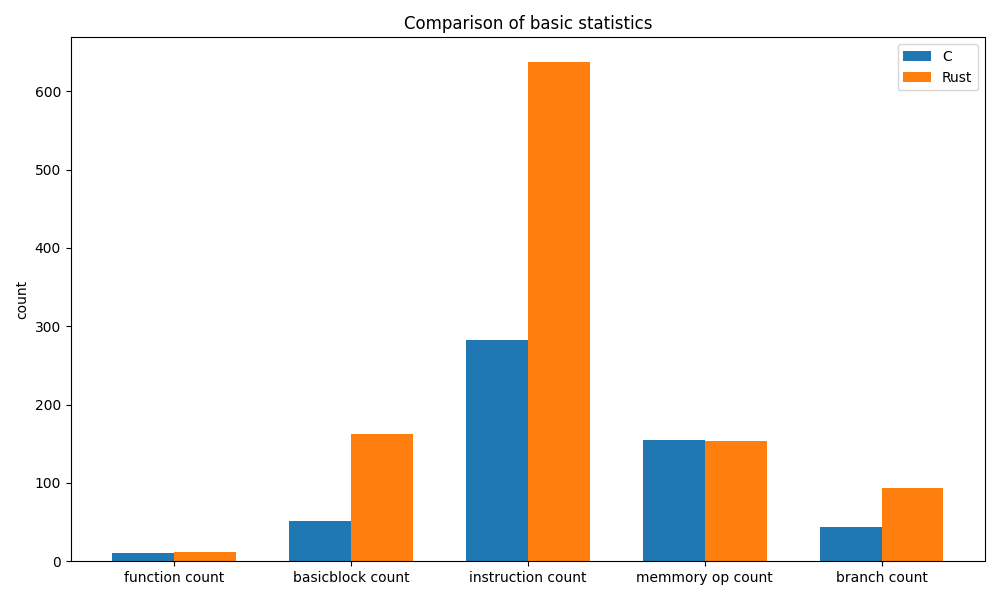 Comparison of basic statistics
C
Rust
count
600
500
400
300
200
100
0
function count
basicblock count
instruction count
memmory op count
branch count